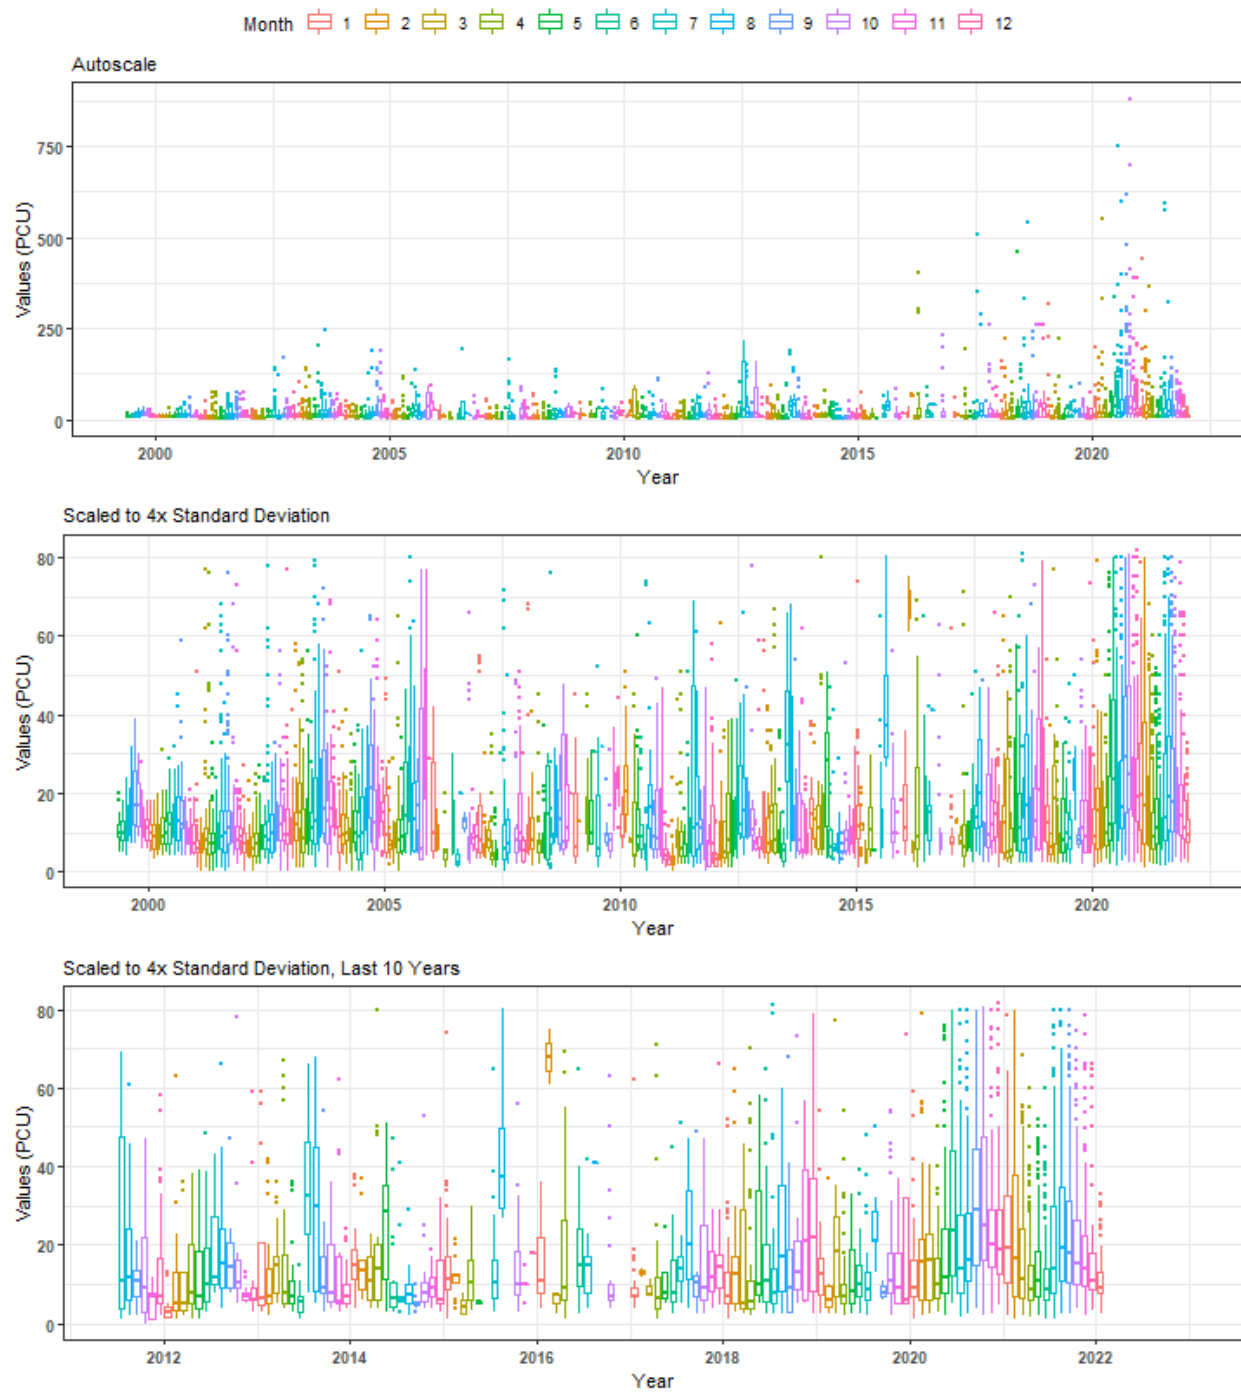 Month 1 2 3 4 5 6 7 8 9 10 11 12
Autoscale
750
500
250
0
Values (PCU)
2000 2005 2010 2015 2020
Year
Scaled to 4x Standard Deviation
80
60
40
20
0
Values (PCU)
2000 2005 2010 2015 2020
Year
Scaled to 4x Standard Deviation, Last 10 Years
80
60
40
20
0
Values (PCU)
2012 2014 2016 2018 2020 2022
Year